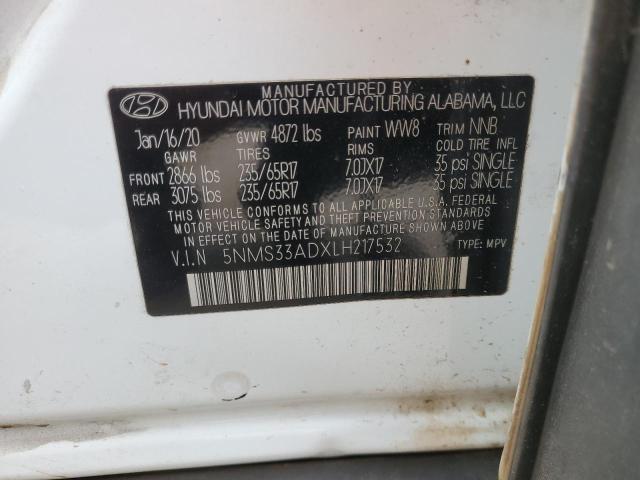 MANUFACTURED BY
HYUNDAI MOTOR MANUFACTURING ALABAMA, LLC
Jan/16/20 GVWR 4872 lbs PAINT WW8 TRIM NNB
GAWR TIRES RIMS COLD TIRE INFL
FRONT 2866 lbs 235/65R17 7.0JX17 35 psi SINGLE
REAR 3075 lbs 235/65R17 7.0JX17 35 psi SINGLE
THIS VEHICLE CONFORMS TO ALL APPLICABLE U.S.A. FEDERAL
MOTOR VEHICLE SAFETY, BUMPER, AND THEFT PREVENTION
STANDARDS IN EFFECT ON THE DATE OF MANUFACTURE SHOWN ABOVE.
V.I.N 5NMS33ADXLH217532 TYPE: MPV